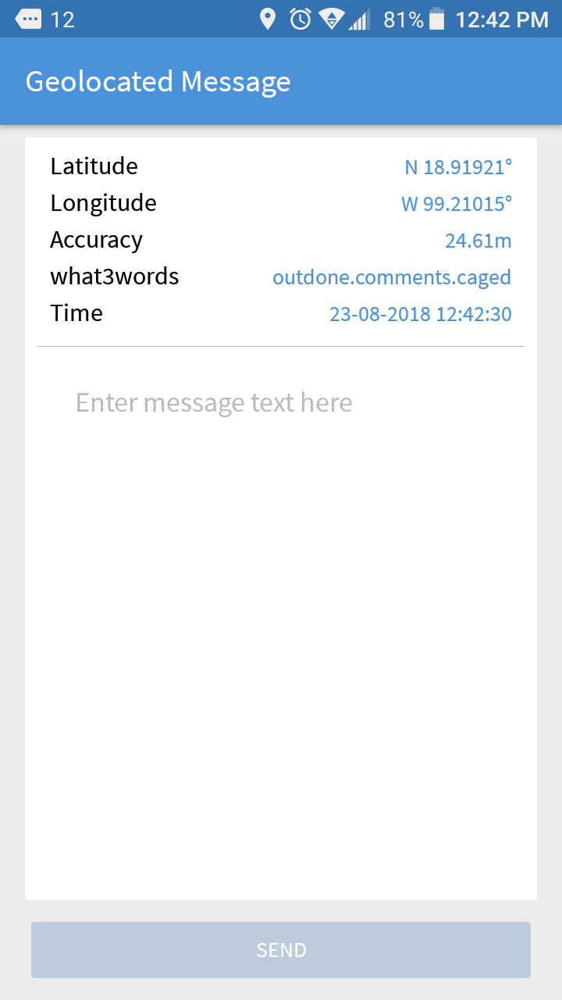 12 81% 12:42 PM
Geolocated Message
Latitude N 18.91921°
Longitude W 99.21015°
Accuracy 24.61m
what3words outdone.comments.caged
Time 23-08-2018 12:42:30
Enter message text here
SEND